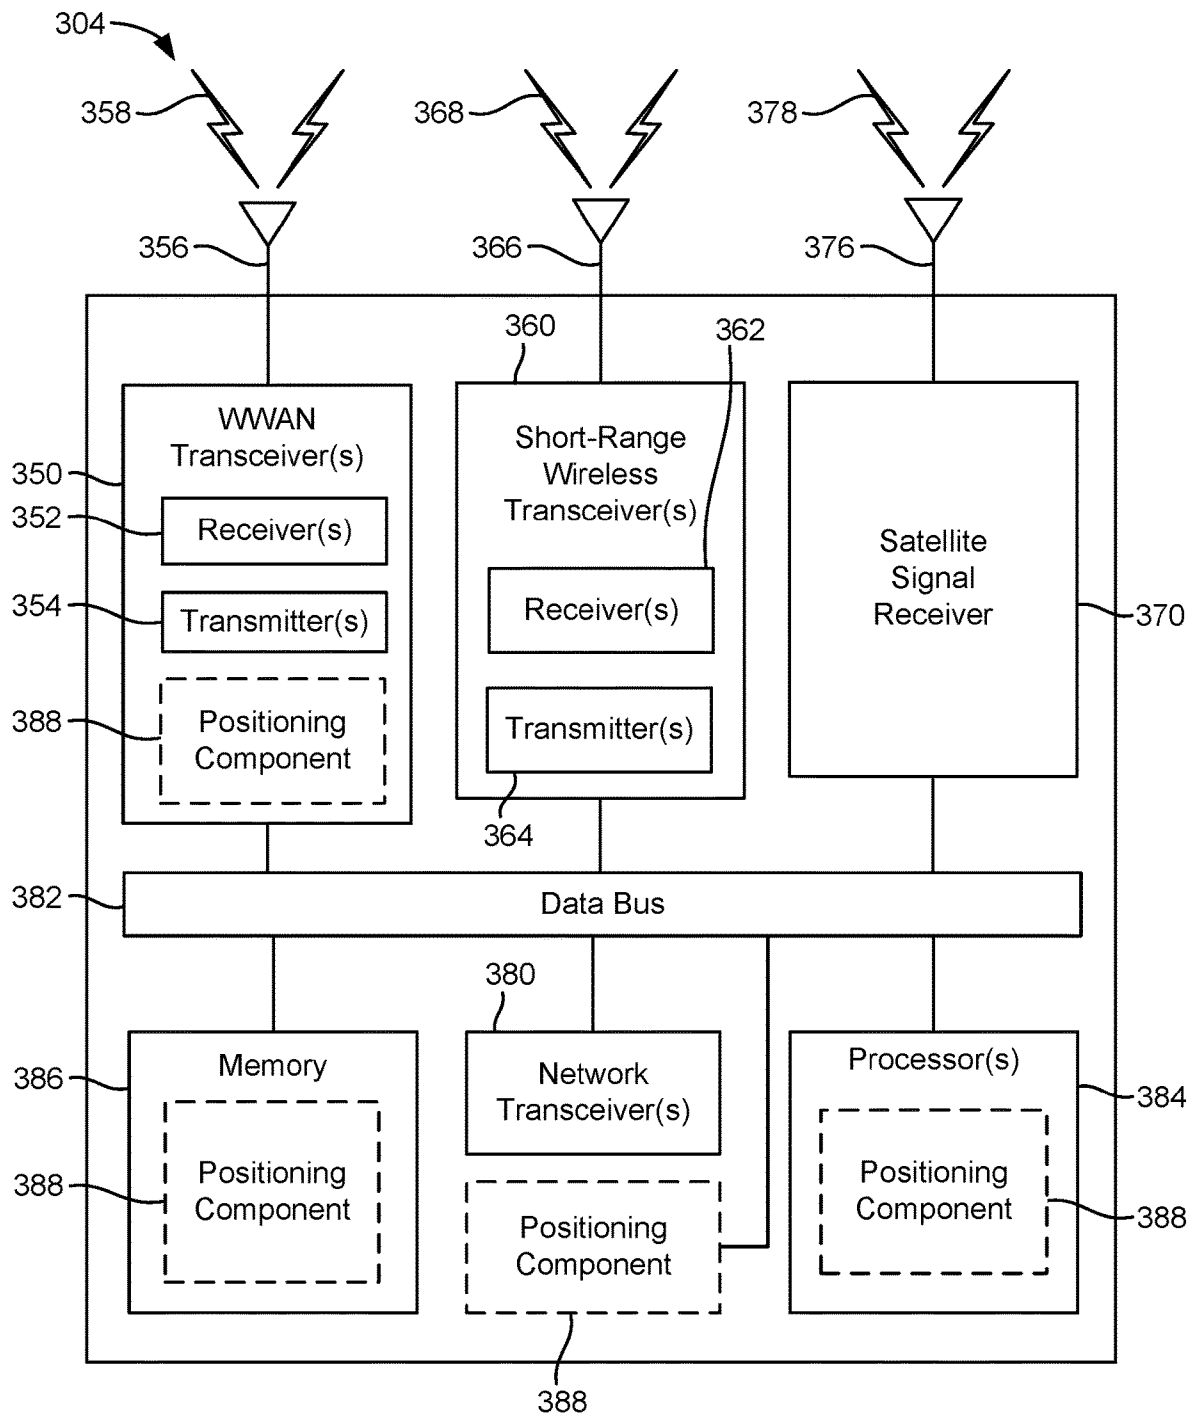 304
358
368
378
356
366
376
360
362
WWAN
Transceiver(s)
350
352
Receiver(s)
354
Transmitter(s)
388
Positioning
Component
Short-Range
Wireless
Transceiver(s)
Receiver(s)
Transmitter(s)
364
Satellite
Signal
Receiver
370
382
Data Bus
380
386
Memory
388
Positioning
Component
Network
Transceiver(s)
Positioning
Component
388
Processor(s)
384
Positioning
Component
388